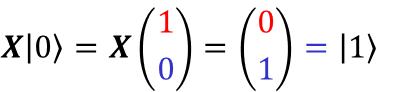 X|0⟩ = X(1 0) = (0 1) = |1⟩